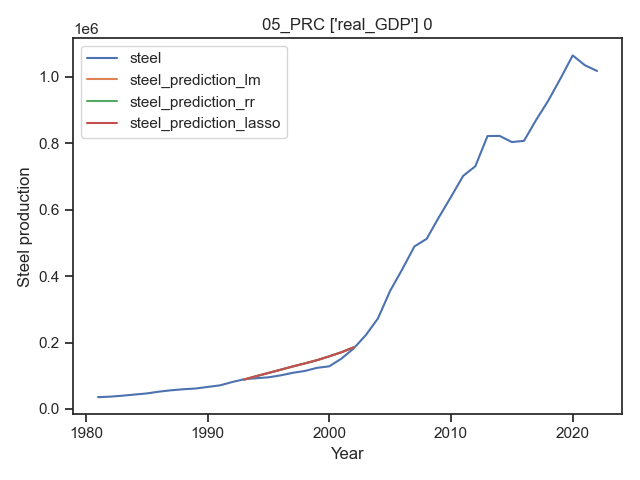 05_PRC ['real_GDP'] 0
1e6
steel
steel_prediction_lm
steel_prediction_rr
steel_prediction_lasso
1.0
0.8
0.6
0.4
0.2
0.0
Steel production
1980
1990
2000
2010
2020
Year